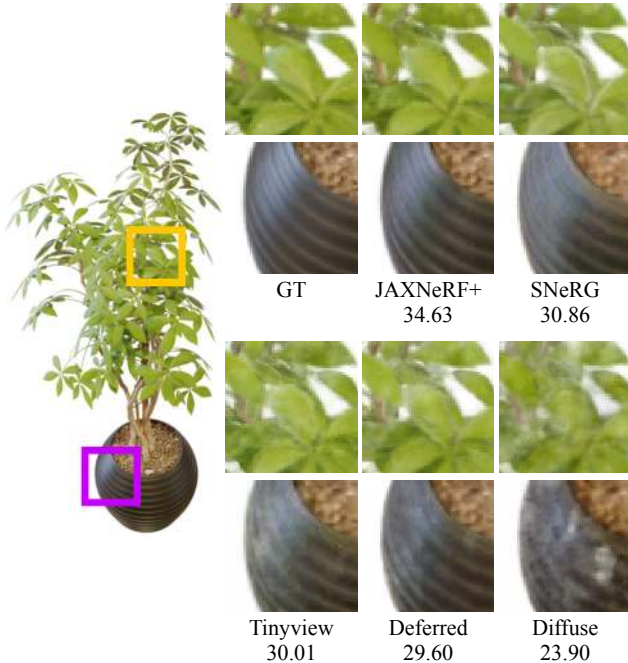 GT JAXNeRF+ SNeRG
34.63 30.86
Tinyview Deferred Diffuse
30.01 29.60 23.90